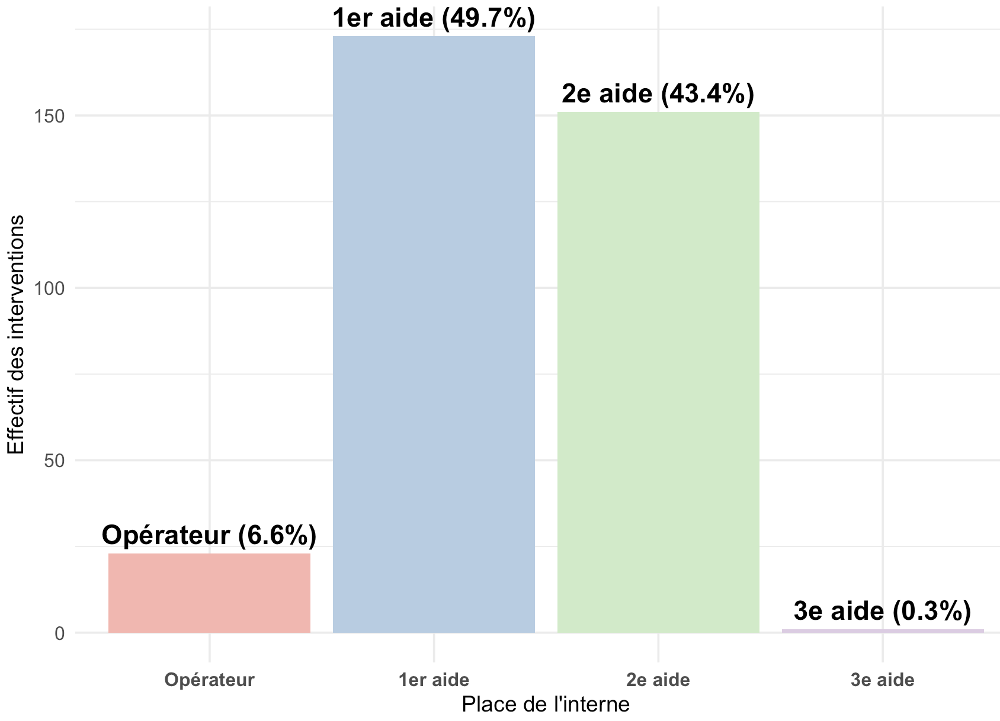 1er aide (49.7%)
2e aide (43.4%)
150
100
Effectif des interventions
50
Opérateur (6.6%)
3e aide (0.3%)
0
Opérateur
1er aide
2e aide
3e aide
Place de l'interne